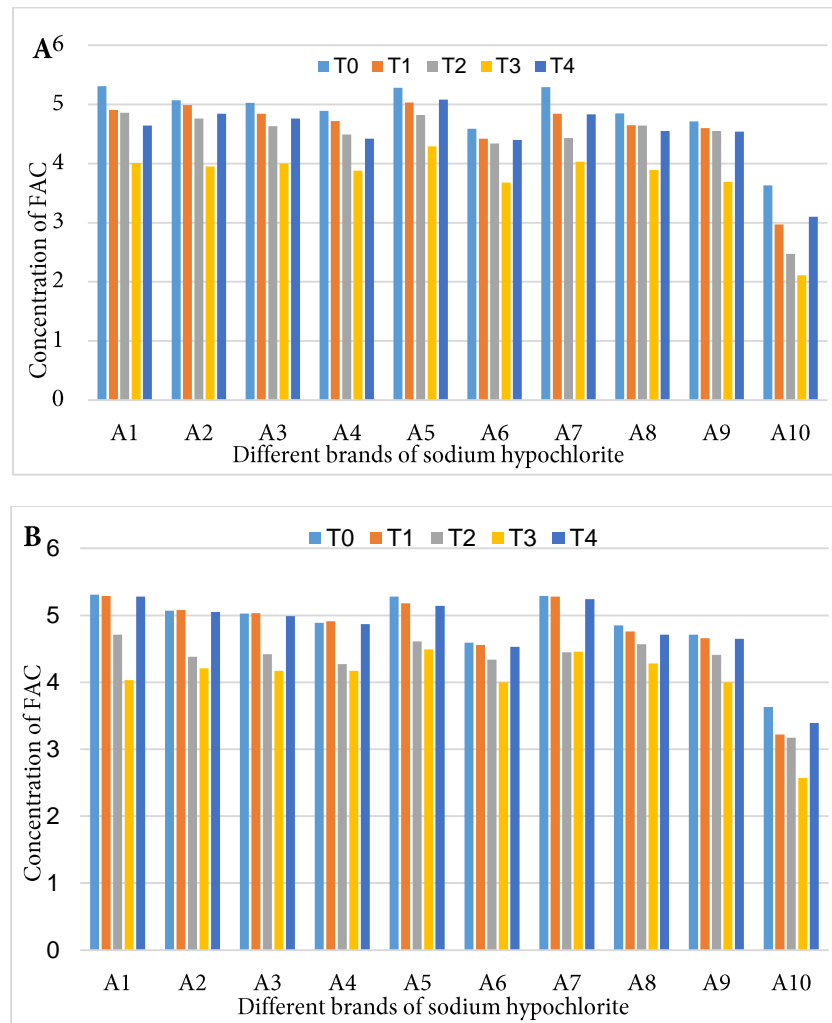 A
6
T0 T1 T2 T3 T4
5
4
3
2
1
0
Concentration of FAC
A1 A2 A3 A4 A5 A6 A7 A8 A9 A10
Different brands of sodium hypochlorite
B
T0 T1 T2 T3 T4
6
5
4
3
2
1
0
Concentration of FAC
A1 A2 A3 A4 A5 A6 A7 A8 A9 A10
Different brands of sodium hypochlorite